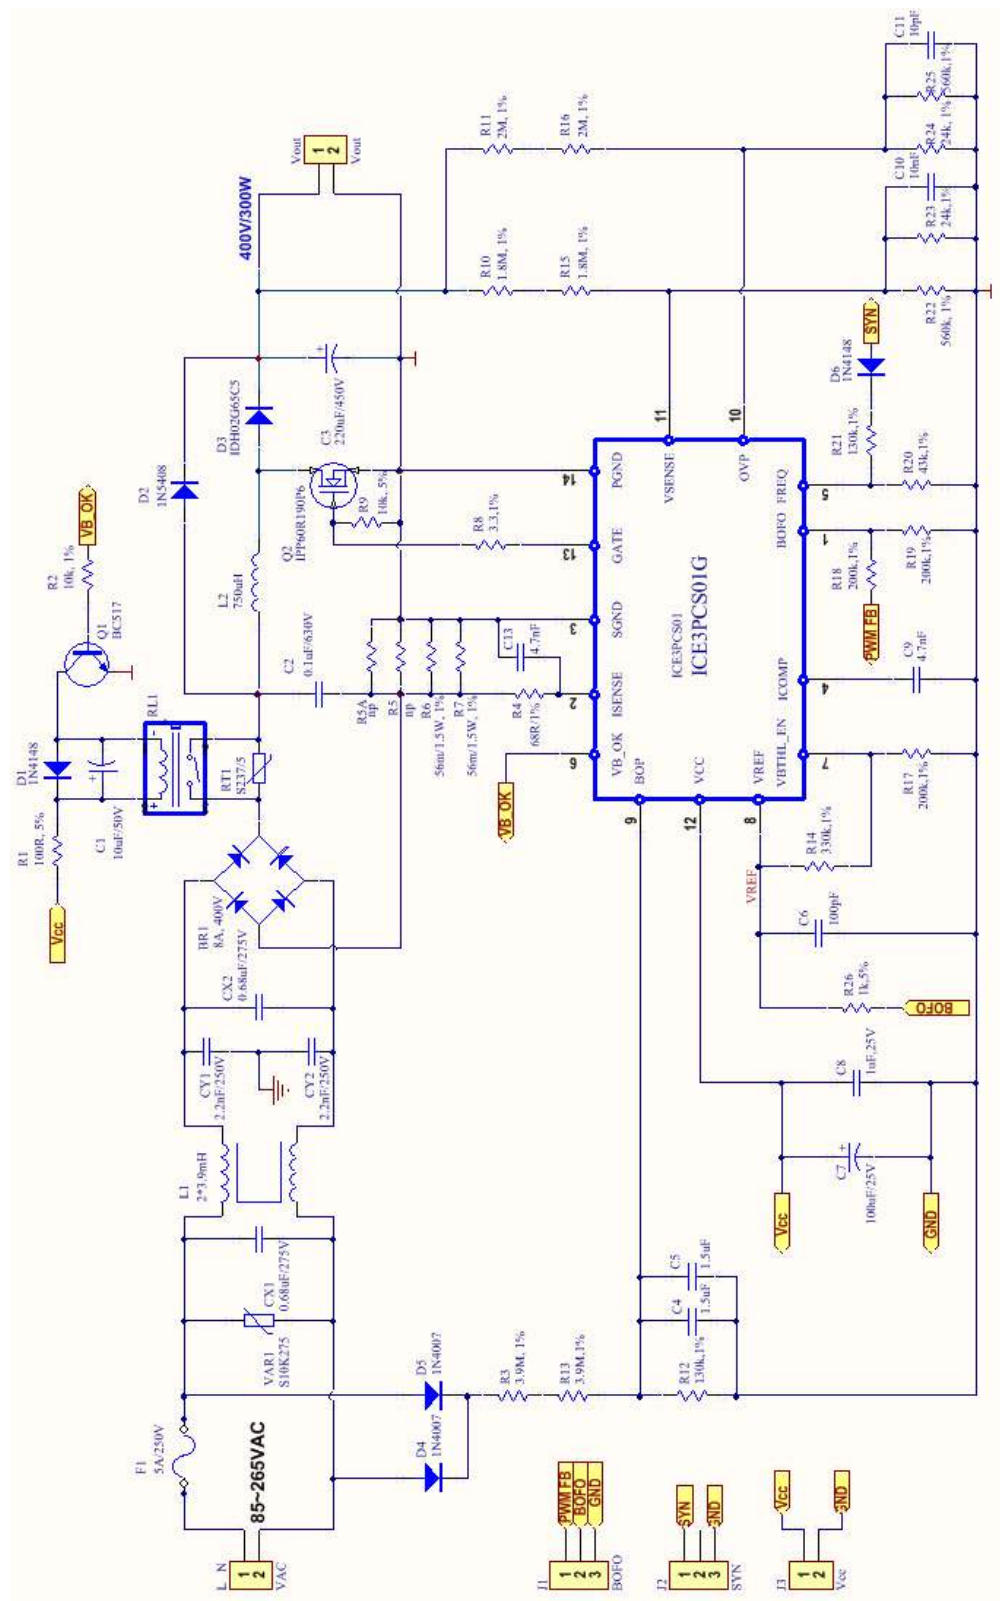 Vcc
R1
100R, 5%
D1
1N4148
C1
10uF/50V
RL1
Q1
BC517
R2
10k, 1%
VB_OK
L N
1
2
VAC
85~265VAC
F1
5A/250V
VAR1
S10K275
CX1
0.68uF/275V
L1
2*3.9mH
CY1
2.2nF/250V
CY2
2.2nF/250V
CX2
0.68uF/275V
BR1
8A, 400V
RT1
S237/5
D2
1N5408
C2
0.1uF/630V
L2
750uH
Q2
IPP60R190P6
D3
IDH02G65C5
R9
10k, 5%
C3
220uF/450V
400V/300W
Vout
1
2
Vout
R5A
np
R5
np
R6
56m/1.5W, 1%
R7
56m/1.5W, 1%
R4
68R/1%
C13
4.7nF
R8
3.3,1%
R10
1.8M, 1%
R15
1.8M, 1%
R11
2M, 1%
R16
2M, 1%
D4
1N4007
D5
1N4007
R3
3.9M, 1%
R13
3.9M,1%
R12
130k,1%
C4
1.5uF
C5
1.5uF
VB_OK
6
VB_OK
2
ISENSE
3
SGND
13
GATE
14
PGND
9
BOP
12
VCC
8
VREF
ICE3PCS01
ICE3PCS01G
11
VSENSE
10
OVP
7
VBTHL_EN
4
ICOMP
1
BOFO
5
FREQ
VREF
R14
330k,1%
C6
100pF
R26
1k,5%
BOFO
C8
1uF,25V
C7
100uF/25V
Vcc
GND
R17
200k,1%
C9
4.7nF
R18
200k,1%
PWM FB
R19
200k,1%
R20
43k,1%
R21
130k,1%
D6
1N4148
SYN
R22
560k, 1%
R23
24k,1%
C10
10nF
R24
24k, 1%
R25
560k,1%
C11
10pF
J1
1
2
3
BOFO
PWM FB
BOFO
GND
J2
1
2
3
SYN
SYN
GND
J3
1
2
Vcc
Vcc
GND